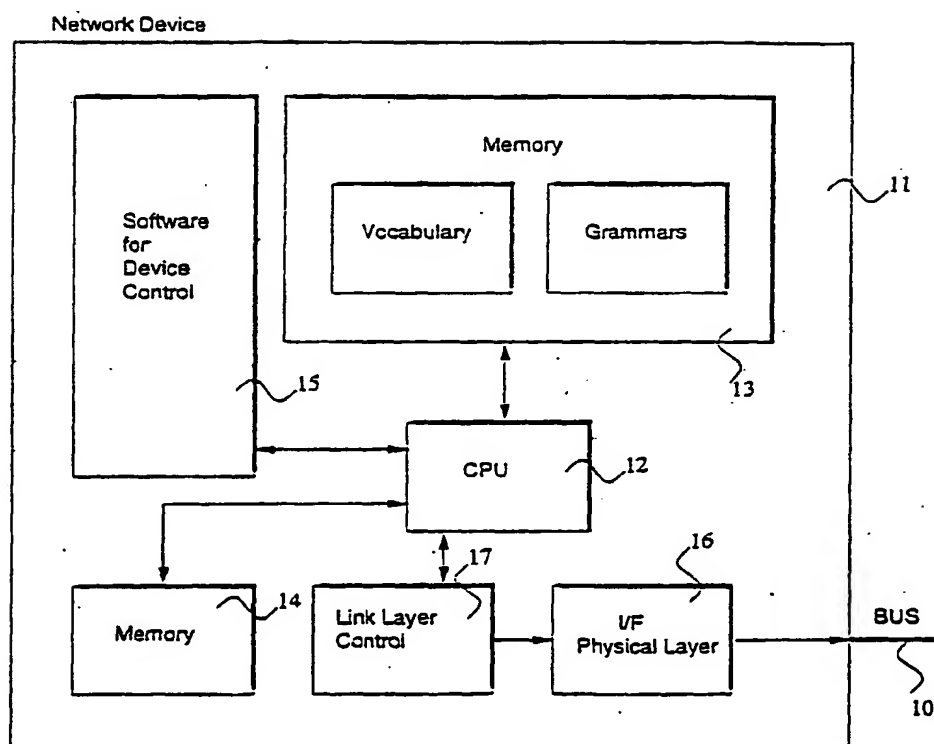 Network Device
Memory
11
Software
for
Device
Control
Vocabulary
Grammars
15
13
CPU
12
17
16
14
Memory
Link Layer
Control
I/F
Physical Layer
BUS
10